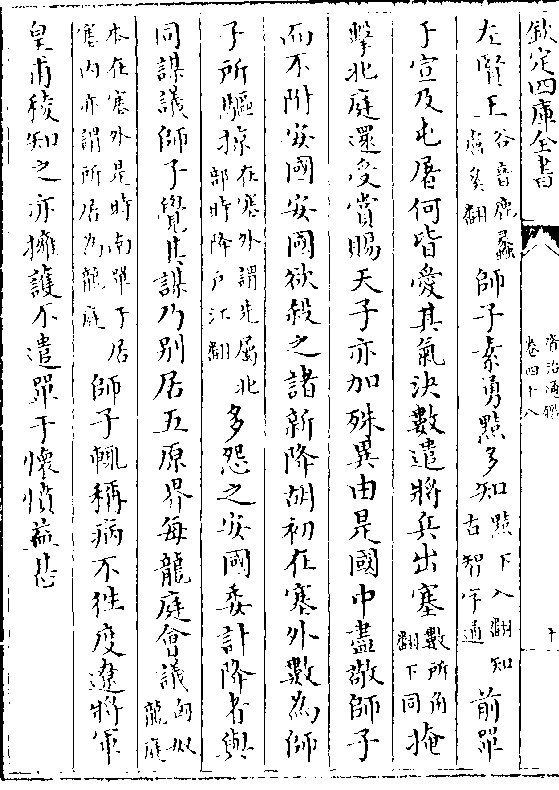 欽定四庫全書
資治通鑑
卷四十八
十
左賢王谷音鹿蠡
盧奚翻師子素勇黠多知黠下八翻知
古智字通前單
于宣及屯屠何皆愛其氣決數遣將兵出塞數所角
翻下同掩
擊北庭還受賞賜天子亦加殊異由是國中盡敬師子
而不附安國安國欲殺之諸新降胡初在塞外數為師
子所驅掠在塞外謂先屬北
部時降戶江翻多怨之安國委計降者與
同謀議師子覺其謀乃別居五原界每龍庭會議匈奴
龍庭
本在塞外是時南單于居
塞內亦謂所居為龍庭師子輒稱病不往度遼將軍
皇甫稜知之亦擁護不遣單于懷憤益甚